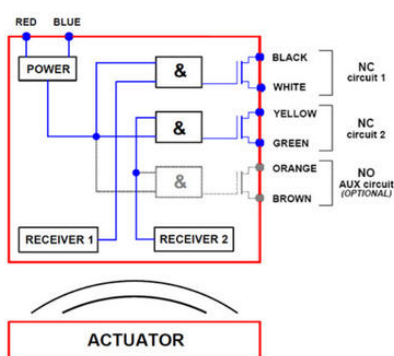 RED BLUE
POWER
&
BLACK
WHITE
NC
circuit 1
&
YELLOW
GREEN
NC
circuit 2
&
ORANGE
BROWN
NO
AUX circuit
(OPTIONAL)
RECEIVER 1
RECEIVER 2
ACTUATOR